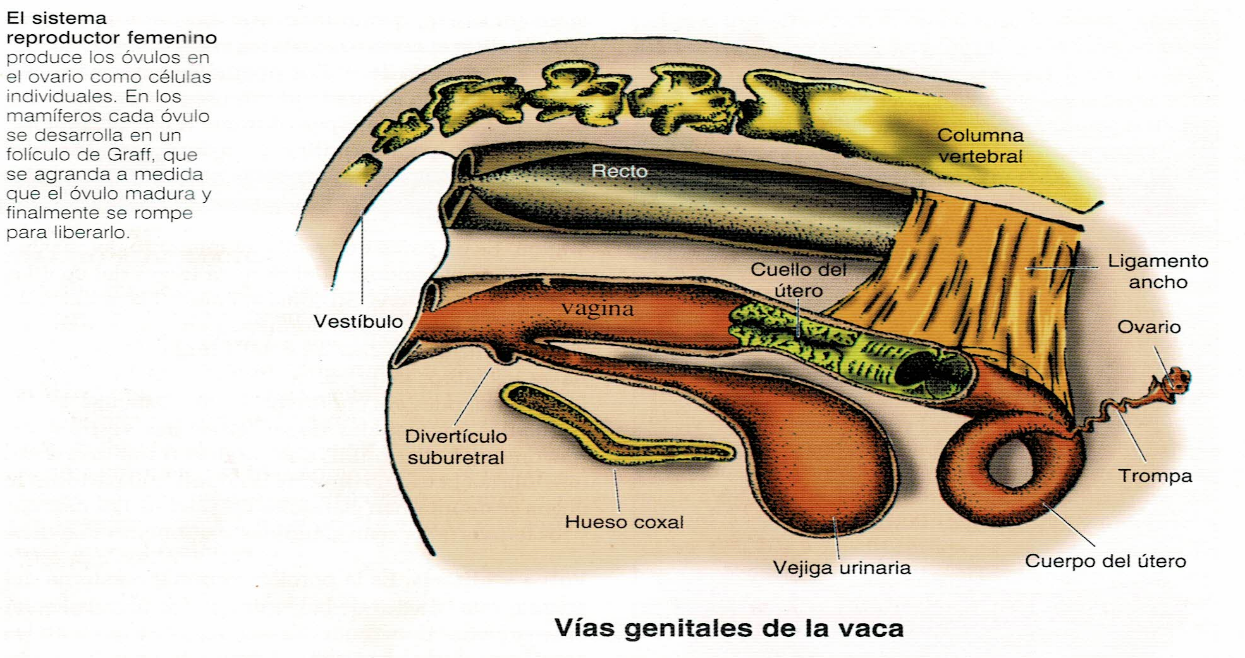 El sistema
reproductor femenino
produce los óvulos en
el ovario como células
individuales. En los
mamíferos cada óvulo
se desarrolla en un
folículo de Graff, que
se agranda a medida
que el óvulo madura y
finalmente se rompe
para liberarlo.
Columna
vertebral
Recto
Ligamento
ancho
Cuello del
útero
vagina
Vestíbulo
Ovario
Divertículo
suburetral
Trompa
Hueso coxal
Cuerpo del útero
Vejiga urinaria
Vías genitales de la vaca